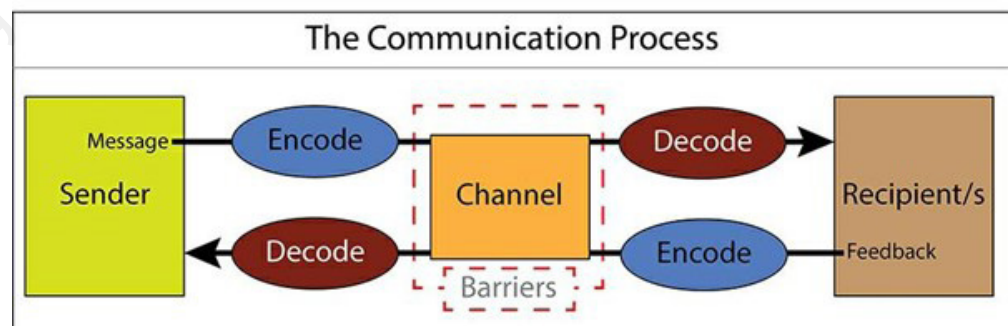 The Communication Process
Message
Encode
Decode
Sender
Channel
Recipient/s
Decode
Encode
Feedback
Barriers